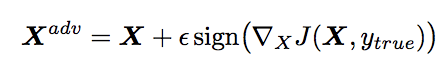 X^{adv} = X + ϵ sign(∇_X J(X, y_{true}))